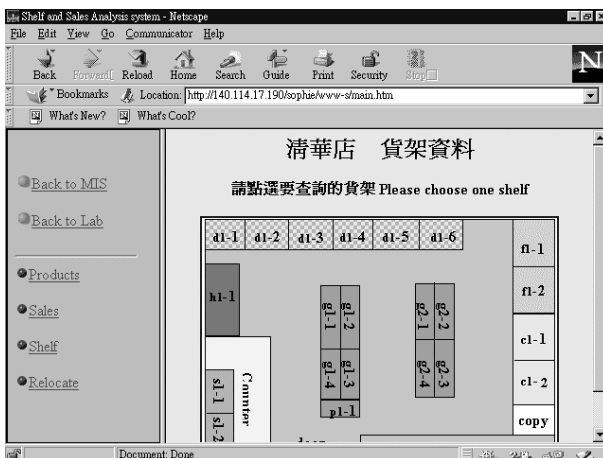 Shelf and Sales Analysis system - Netscape
File Edit View Go Communicator Help
Back Forward Reload Home Search Guide Print Security Stop
N
Bookmarks Location: http://140.114.17.190/sophie/www-s/main.htm
What's New? What's Cool?
清華店 貨架資料
請點選要查詢的貨架 Please choose one shelf
Back to MIS
Back to Lab
Products
Sales
Shelf
Relocate
d1-1 d1-2 d1-3 d1-4 d1-5 d1-6
f1-1
f1-2
h1-1
g1-1 g1-2
g2-1 g2-2
c1-1
g1-4 g1-3
g2-4 g2-3
c1-2
s1-1
Counter
p1-1
copy
s1-2
Document: Done